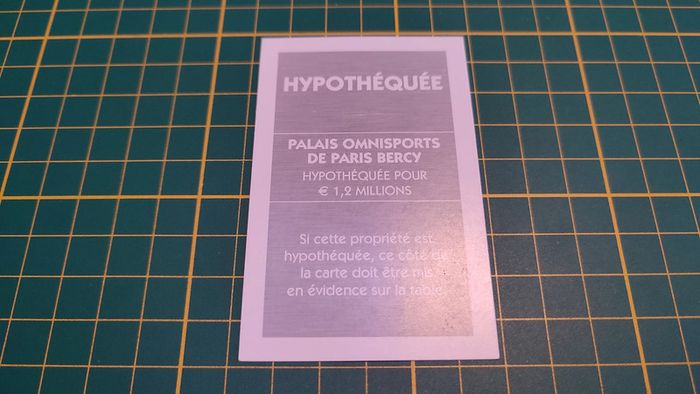 HYPOTHÉQUÉE
PALAIS OMNISPORTS
DE PARIS BERCY
HYPOTHÉQUÉE POUR
€ 1,2 MILLIONS
Si cette propriété est
hypothéquée, ce côté de
la carte doit être mis
en évidence sur la table.